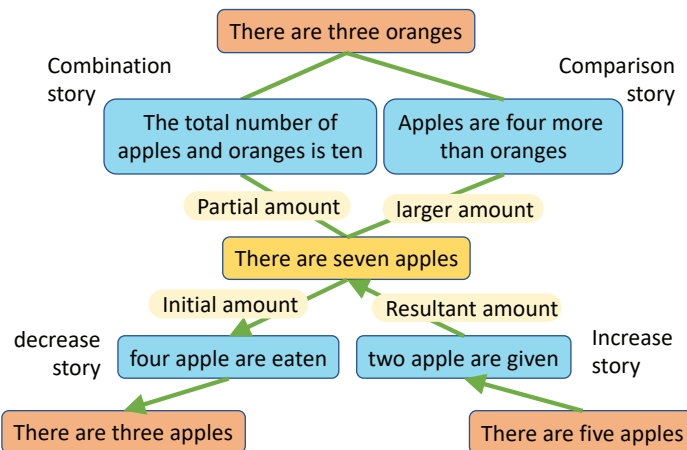 There are three oranges
Combination
story
Comparison
story
The total number of
apples and oranges is ten
Apples are four more
than oranges
Partial amount
larger amount
There are seven apples
Initial amount
Resultant amount
decrease
story
four apple are eaten
two apple are given
Increase
story
There are three apples
There are five apples